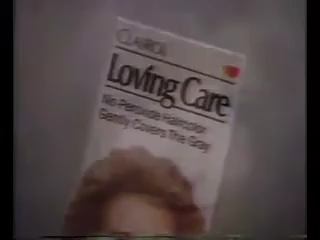 CLAIROL
Loving Care
No Peroxide Haircolor
Gently Covers The Gray